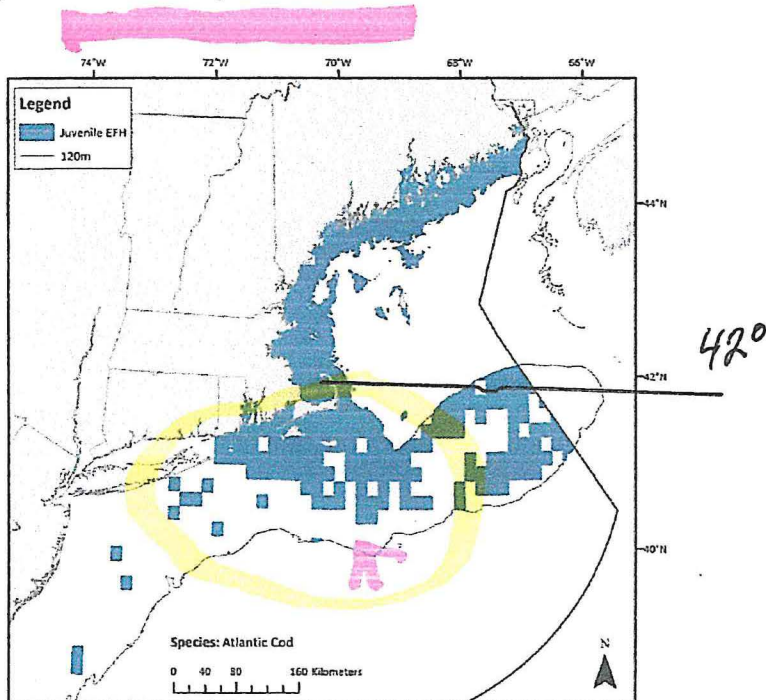 74°W 72°W 70°W 68°W 66°W
Legend
Juvenile EFH
120m
44°N
42°
42°N
40°N
Species: Atlantic Cod
N
0 40 80 160 Kilometers